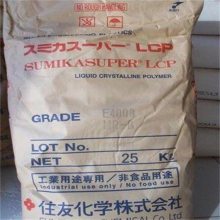 スミカスーパー LCP
SUMIKASUPER LCP
LIQUID CRYSTALLINE POLYMER
GRADE E4008
LOT No.
NET 25 K
工業用途専用/非食品用途
Industrial use only / No food use
住友化学株式会社